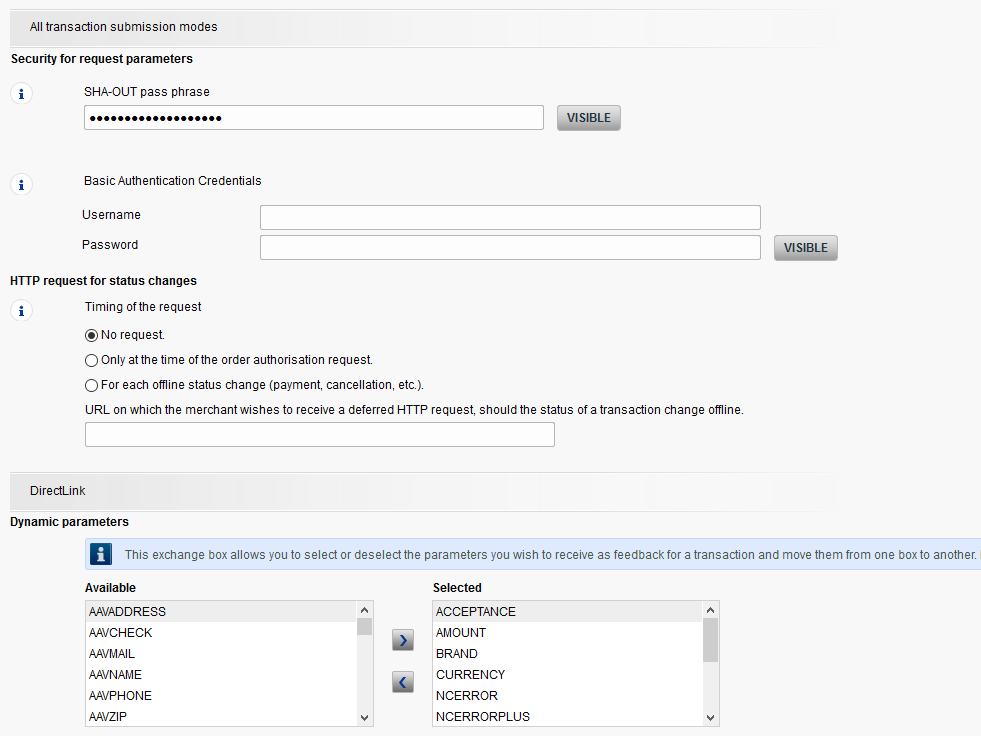 All transaction submission modes
Security for request parameters
SHA-OUT pass phrase
●●●●●●●●●●●●●●●●●●●
VISIBLE
Basic Authentication Credentials
Username
Password
VISIBLE
HTTP request for status changes
Timing of the request
No request.
Only at the time of the order authorisation request.
For each offline status change (payment, cancellation, etc.).
URL on which the merchant wishes to receive a deferred HTTP request, should the status of a transaction change offline.
DirectLink
Dynamic parameters
This exchange box allows you to select or deselect the parameters you wish to receive as feedback for a transaction and move them from one box to another.
Available
AAVADDRESS
AAVCHECK
AAVMAIL
AAVNAME
AAVPHONE
AAVZIP
Selected
ACCEPTANCE
AMOUNT
BRAND
CURRENCY
NCERROR
NCERRORPLUS